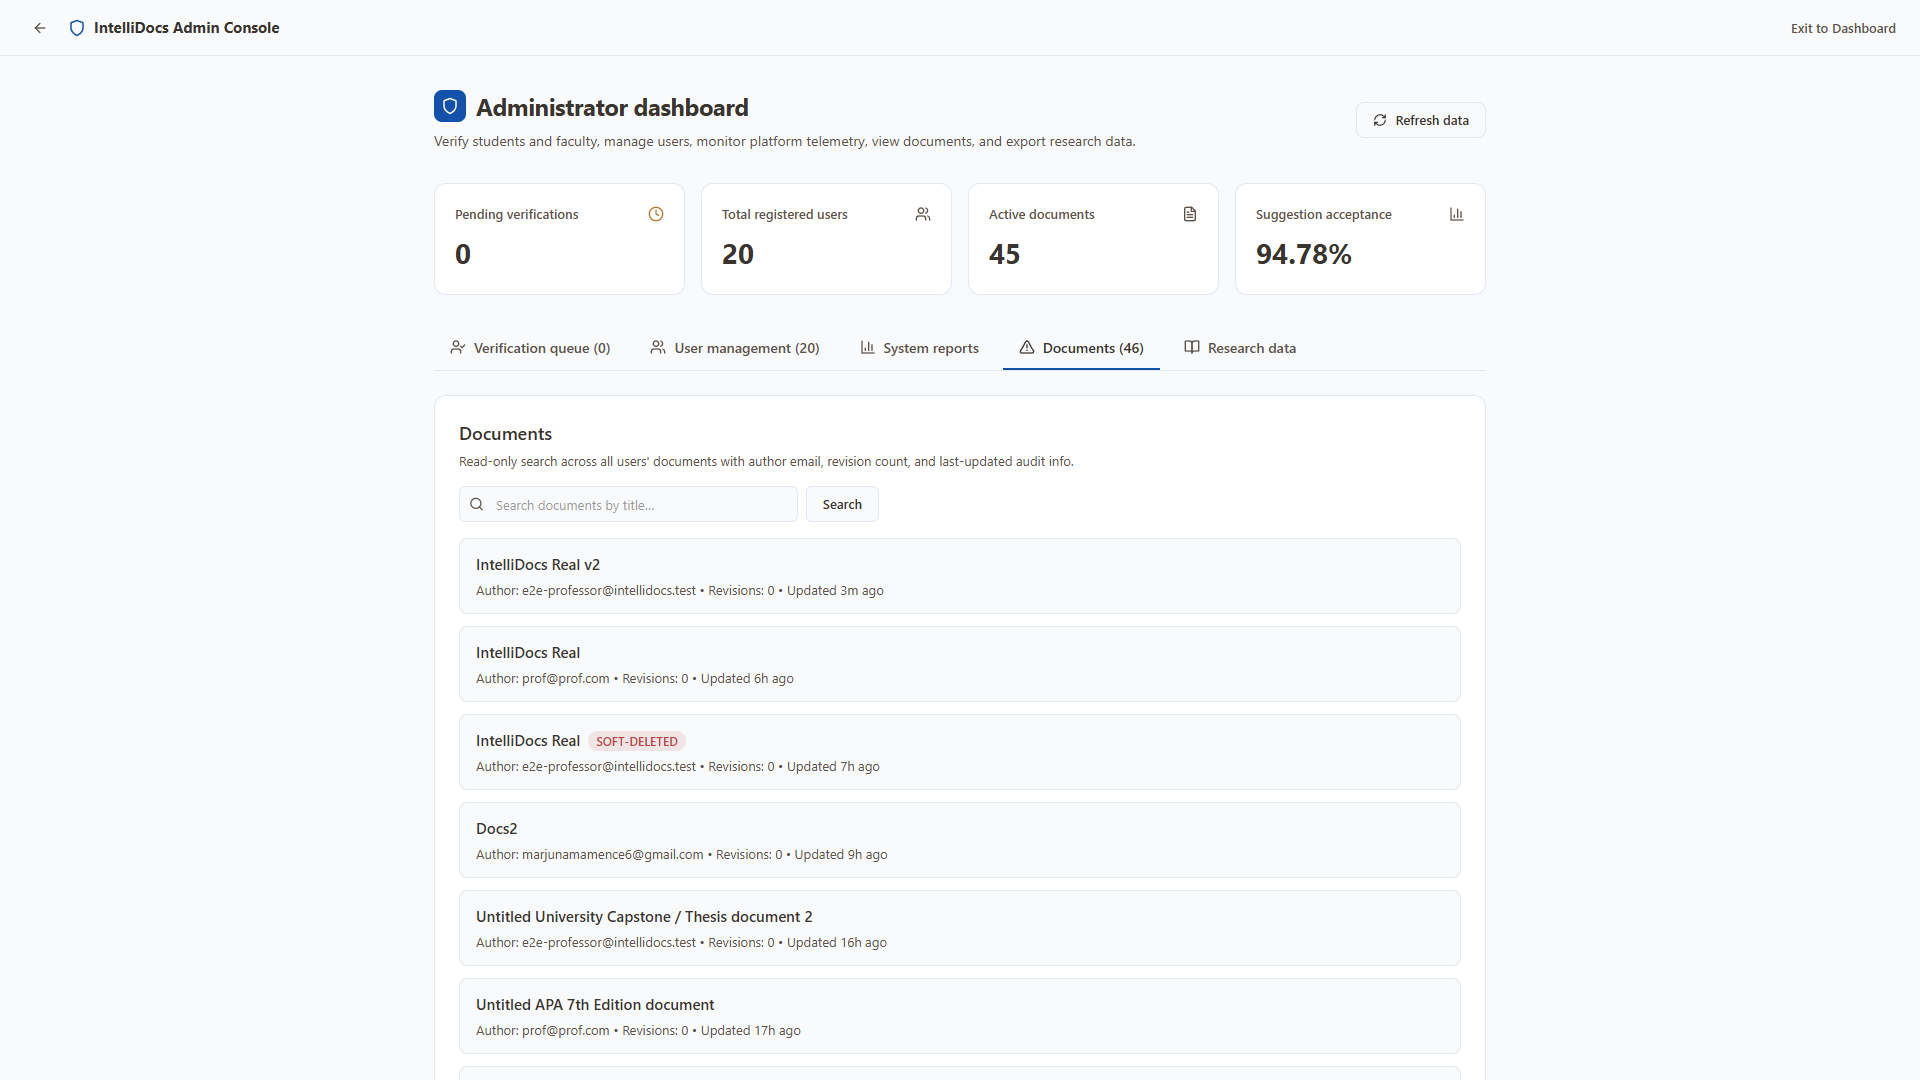 IntelliDocs Admin Console
Exit to Dashboard
Administrator dashboard
Verify students and faculty, manage users, monitor platform telemetry, view documents, and export research data.
Refresh data
Pending verifications
0
Total registered users
20
Active documents
45
Suggestion acceptance
94.78%
Verification queue (0)
User management (20)
System reports
Documents (46)
Research data
Documents
Read-only search across all users' documents with author email, revision count, and last-updated audit info.
Search documents by title...
Search
IntelliDocs Real v2
Author: e2e-professor@intellidocs.test • Revisions: 0 • Updated 3m ago
IntelliDocs Real
Author: prof@prof.com • Revisions: 0 • Updated 6h ago
IntelliDocs Real SOFT-DELETED
Author: e2e-professor@intellidocs.test • Revisions: 0 • Updated 7h ago
Docs2
Author: marjunamamence6@gmail.com • Revisions: 0 • Updated 9h ago
Untitled University Capstone / Thesis document 2
Author: e2e-professor@intellidocs.test • Revisions: 0 • Updated 16h ago
Untitled APA 7th Edition document
Author: prof@prof.com • Revisions: 0 • Updated 17h ago